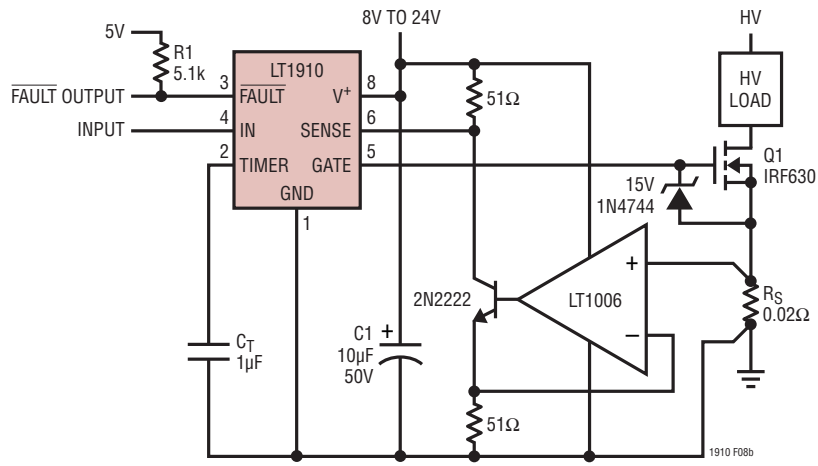 8V TO 24V
HV
5V
R1
5.1k
LT1910
HV
LOAD
51Ω
3
FAULT
V+
8
FAULT OUTPUT
4
IN
SENSE
6
INPUT
2
TIMER
GATE
5
GND
1
Q1
IRF630
15V
1N4744
+
LT1006
–
2N2222
RS
0.02Ω
CT
1µF
C1
+
10µF
50V
51Ω
1910 F08b